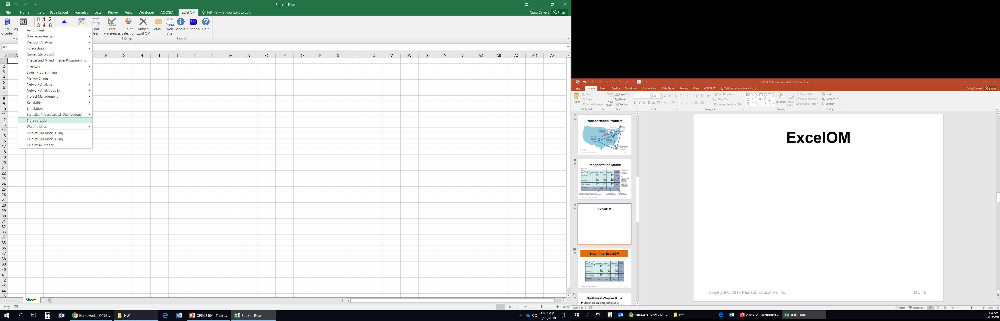 Book1 - Excel
File Home Insert Page Layout Formulas Data Review View Developer ACROBAT Excel QM Tell me what you want to do... Craig Calvert Share
0 1 2
3 4 6
By Chapter
Goal Seek
User Preferences
Color Selection
Unload Excel QM
Settings
eMail
Web Site
About
Tutor
Tutorials
Help
Support
Assignment
Breakeven Analysis
Decision Analysis
Forecasting
Games (Zero Sum)
Integer and Mixed Integer Programming
Inventory
Linear Programming
Markov Chains
Network Analysis
Network Analysis as LP
Project Management
Reliability
Simulation
Statistics (mean, var, sd; Distributions)
Transportation
Waiting Lines
Display OM Models Only
Display QM Models Only
Display All Models
A1
A F G H I J K L M N O P Q R S T U V W X Y Z AA AB AC AD AE
1
2
3
4
5
6
7
8
9
10
11
12
13
14
15
16
17
18
19
20
21
22
23
24
25
26
27
28
29
30
31
32
33
34
35
36
37
38
39
40
41
42
43
44
45
Sheet1
Ready
100%
Homework – OPIM-...
HW
OPIM 3104 - Transp...
Book1 - Excel
11:03 AM
10/15/2018
OPIM 3104 - Transportation - PowerPoint
File Home Insert Design Transitions Animations Slide Show Review View ACROBAT Tell me what you want to do... Craig Calvert Share
Paste
Cut
Copy
Format Painter
Clipboard
New Slide
Layout
Reset
Section
Slides
44
Font
Text Direction
Align Text
Convert to SmartArt
Paragraph
Arrange
Quick Styles
Shape Fill
Shape Outline
Shape Effects
Drawing
Find
Replace
Select
Editing
7
Transportation Problem
8
Transportation Matrix
9
ExcelOM
10
Enter into ExcelOM
11
Northwest-Corner Rule
Start in the upper left-hand cell (or
ExcelOM
Copyright © 2017 Pearson Education, Inc.
MC - 9
Slide 9 of 18
Notes
Comments
117%
Homework – OPIM-3104-...
HW
OPIM 3104 - Transportatio...
Book1 - Excel
11:03 AM
10/15/2018